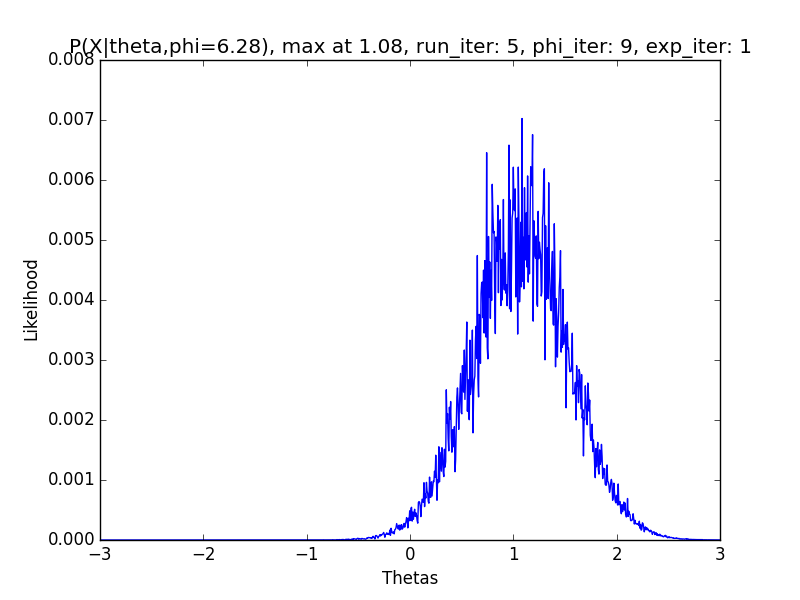 P(X|theta,phi=6.28), max at 1.08, run_iter: 5, phi_iter: 9, exp_iter: 1
0.008
0.007
0.006
0.005
0.004
0.003
0.002
0.001
0.000
Likelihood
−3 −2 −1 0 1 2 3
Thetas